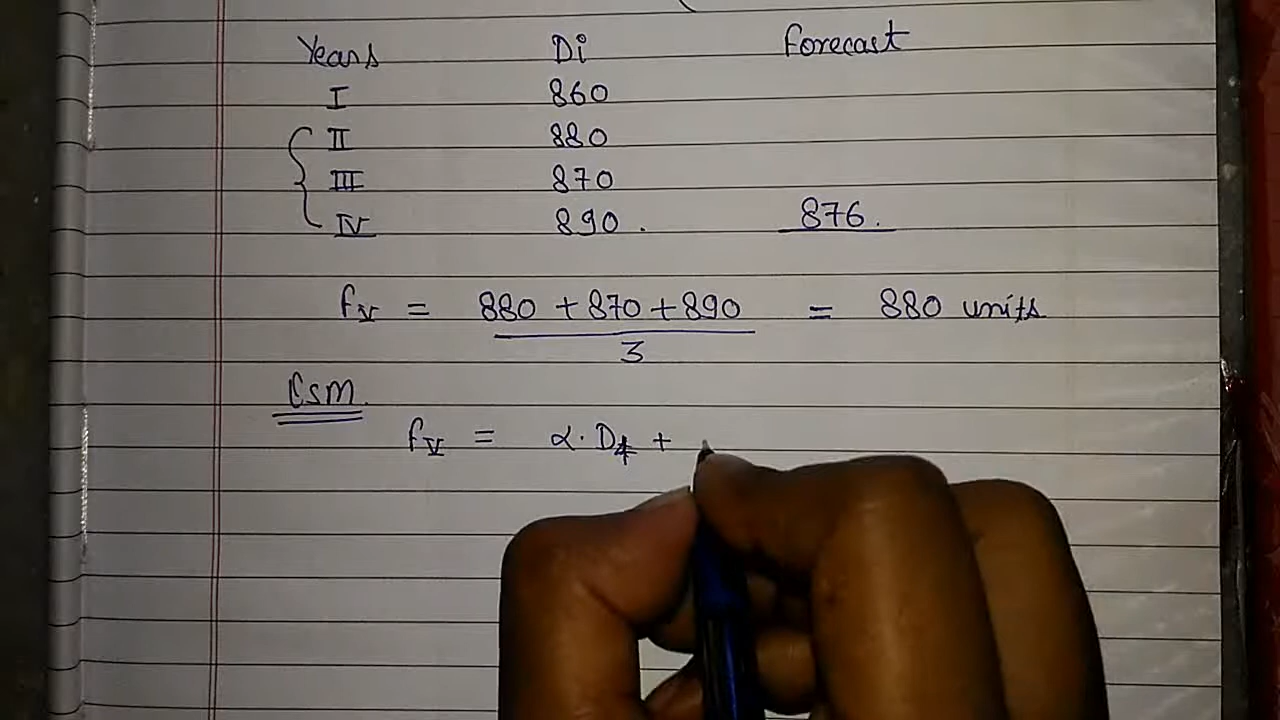 Years Di Forecast
I 860
II 880
III 870
IV 890. 876.
FV = 880 + 870 + 890 / 3 = 880 units
ESM.
FV = α. D4 +